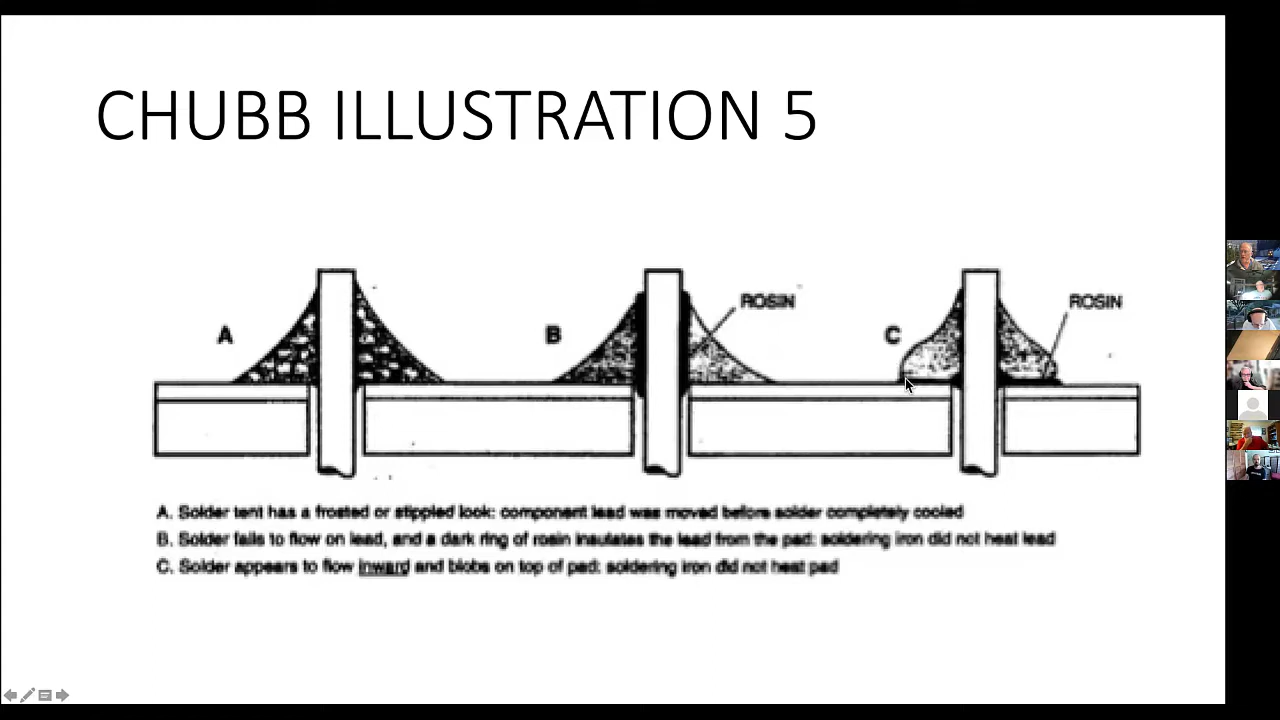 CHUBB ILLUSTRATION 5
A
B
ROSIN
C
ROSIN
A. Solder tent has a frosted or stippled look: component lead was moved before solder completely cooled
B. Solder fails to flow on lead, and a dark ring of rosin insulates the lead from the pad: soldering iron did not heat lead
C. Solder appears to flow inward and blobs on top of pad: soldering iron did not heat pad